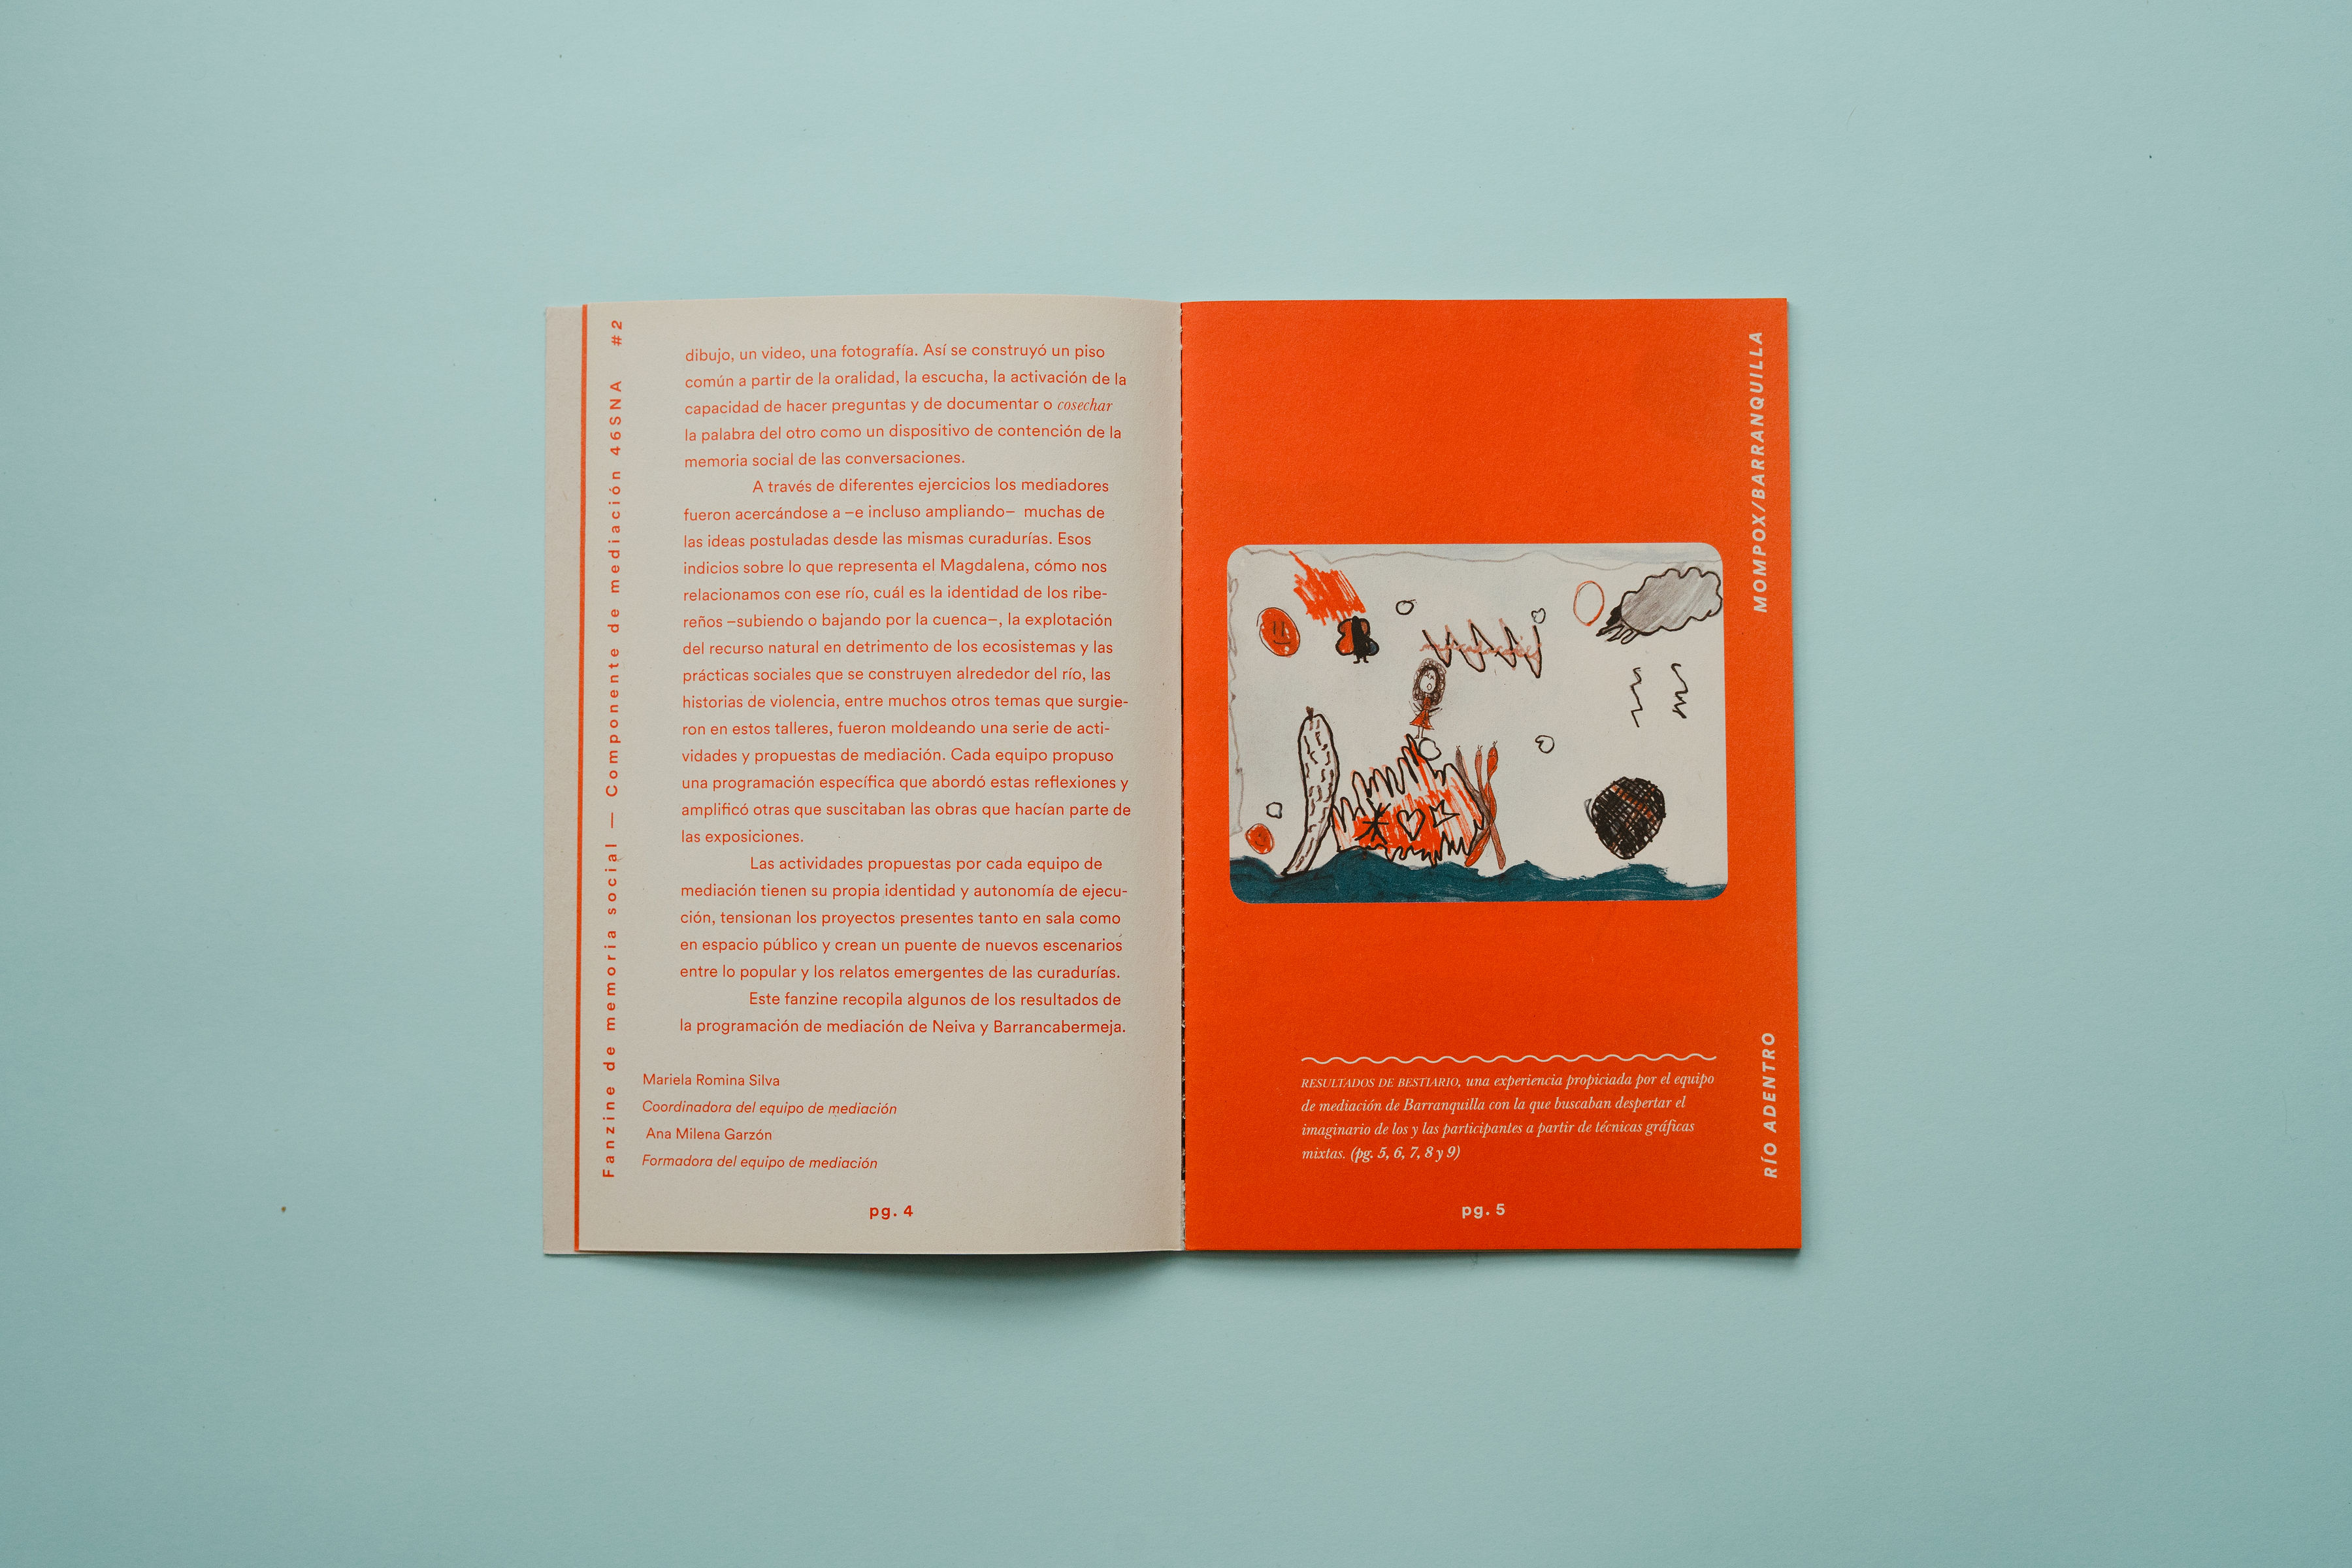 Fanzine de memoria social — Componente de mediación 46SNA #2
dibujo, un video, una fotografía. Así se construyó un piso
común a partir de la oralidad, la escucha, la activación de la
capacidad de hacer preguntas y de documentar o cosechar
la palabra del otro como un dispositivo de contención de la
memoria social de las conversaciones.
A través de diferentes ejercicios los mediadores
fueron acercándose a –e incluso ampliando– muchas de
las ideas postuladas desde las mismas curadurías. Esos
indicios sobre lo que representa el Magdalena, cómo nos
relacionamos con ese río, cuál es la identidad de los ribe-
reños –subiendo o bajando por la cuenca–, la explotación
del recurso natural en detrimento de los ecosistemas y las
prácticas sociales que se construyen alrededor del río, las
historias de violencia, entre muchos otros temas que surgie-
ron en estos talleres, fueron moldeando una serie de acti-
vidades y propuestas de mediación. Cada equipo propuso
una programación específica que abordó estas reflexiones y
amplificó otras que suscitaban las obras que hacían parte de
las exposiciones.
Las actividades propuestas por cada equipo de
mediación tienen su propia identidad y autonomía de ejecu-
ción, tensionan los proyectos presentes tanto en sala como
en espacio público y crean un puente de nuevos escenarios
entre lo popular y los relatos emergentes de las curadurías.
Este fanzine recopila algunos de los resultados de
la programación de mediación de Neiva y Barrancabermeja.
Mariela Romina Silva
Coordinadora del equipo de mediación
Ana Milena Garzón
Formadora del equipo de mediación
pg. 4
MOMPOX/BARRANQUILLA
RÍO ADENTRO
RESULTADOS DE BESTIARIO, una experiencia propiciada por el equipo
de mediación de Barranquilla con la que buscaban despertar el
imaginario de los y las participantes a partir de técnicas gráficas
mixtas. (pg. 5, 6, 7, 8 y 9)
pg. 5